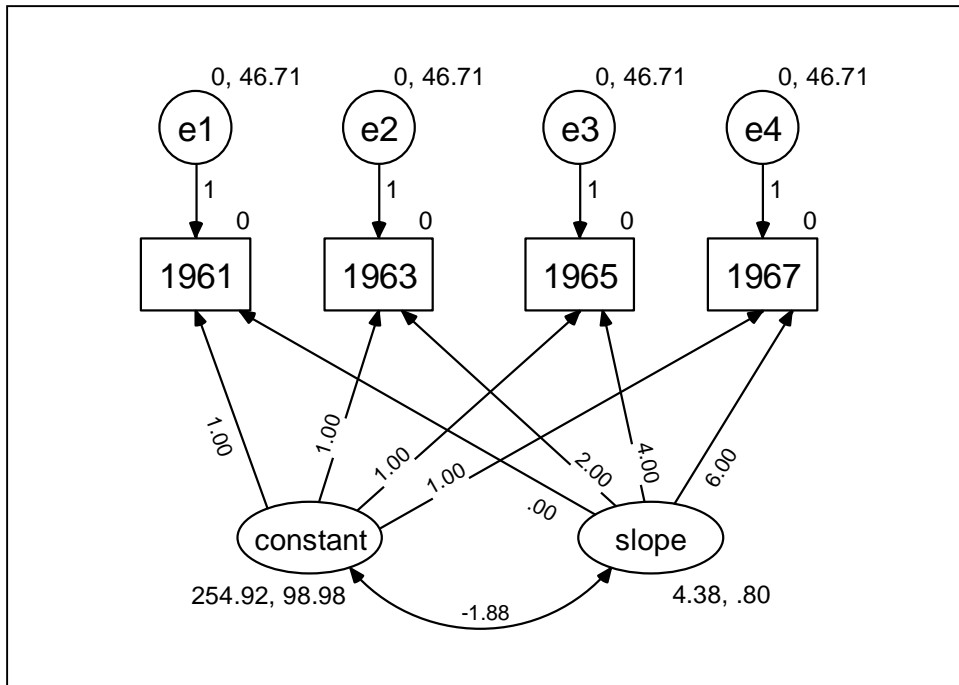 0, 46.71 0, 46.71 0, 46.71 0, 46.71
e1 e2 e3 e4
1 1 1 1
0 0 0 0
1961 1963 1965 1967
1.00 1.00 1.00 1.00 .00 2.00 4.00 6.00
constant slope
254.92, 98.98 -1.88 4.38, .80